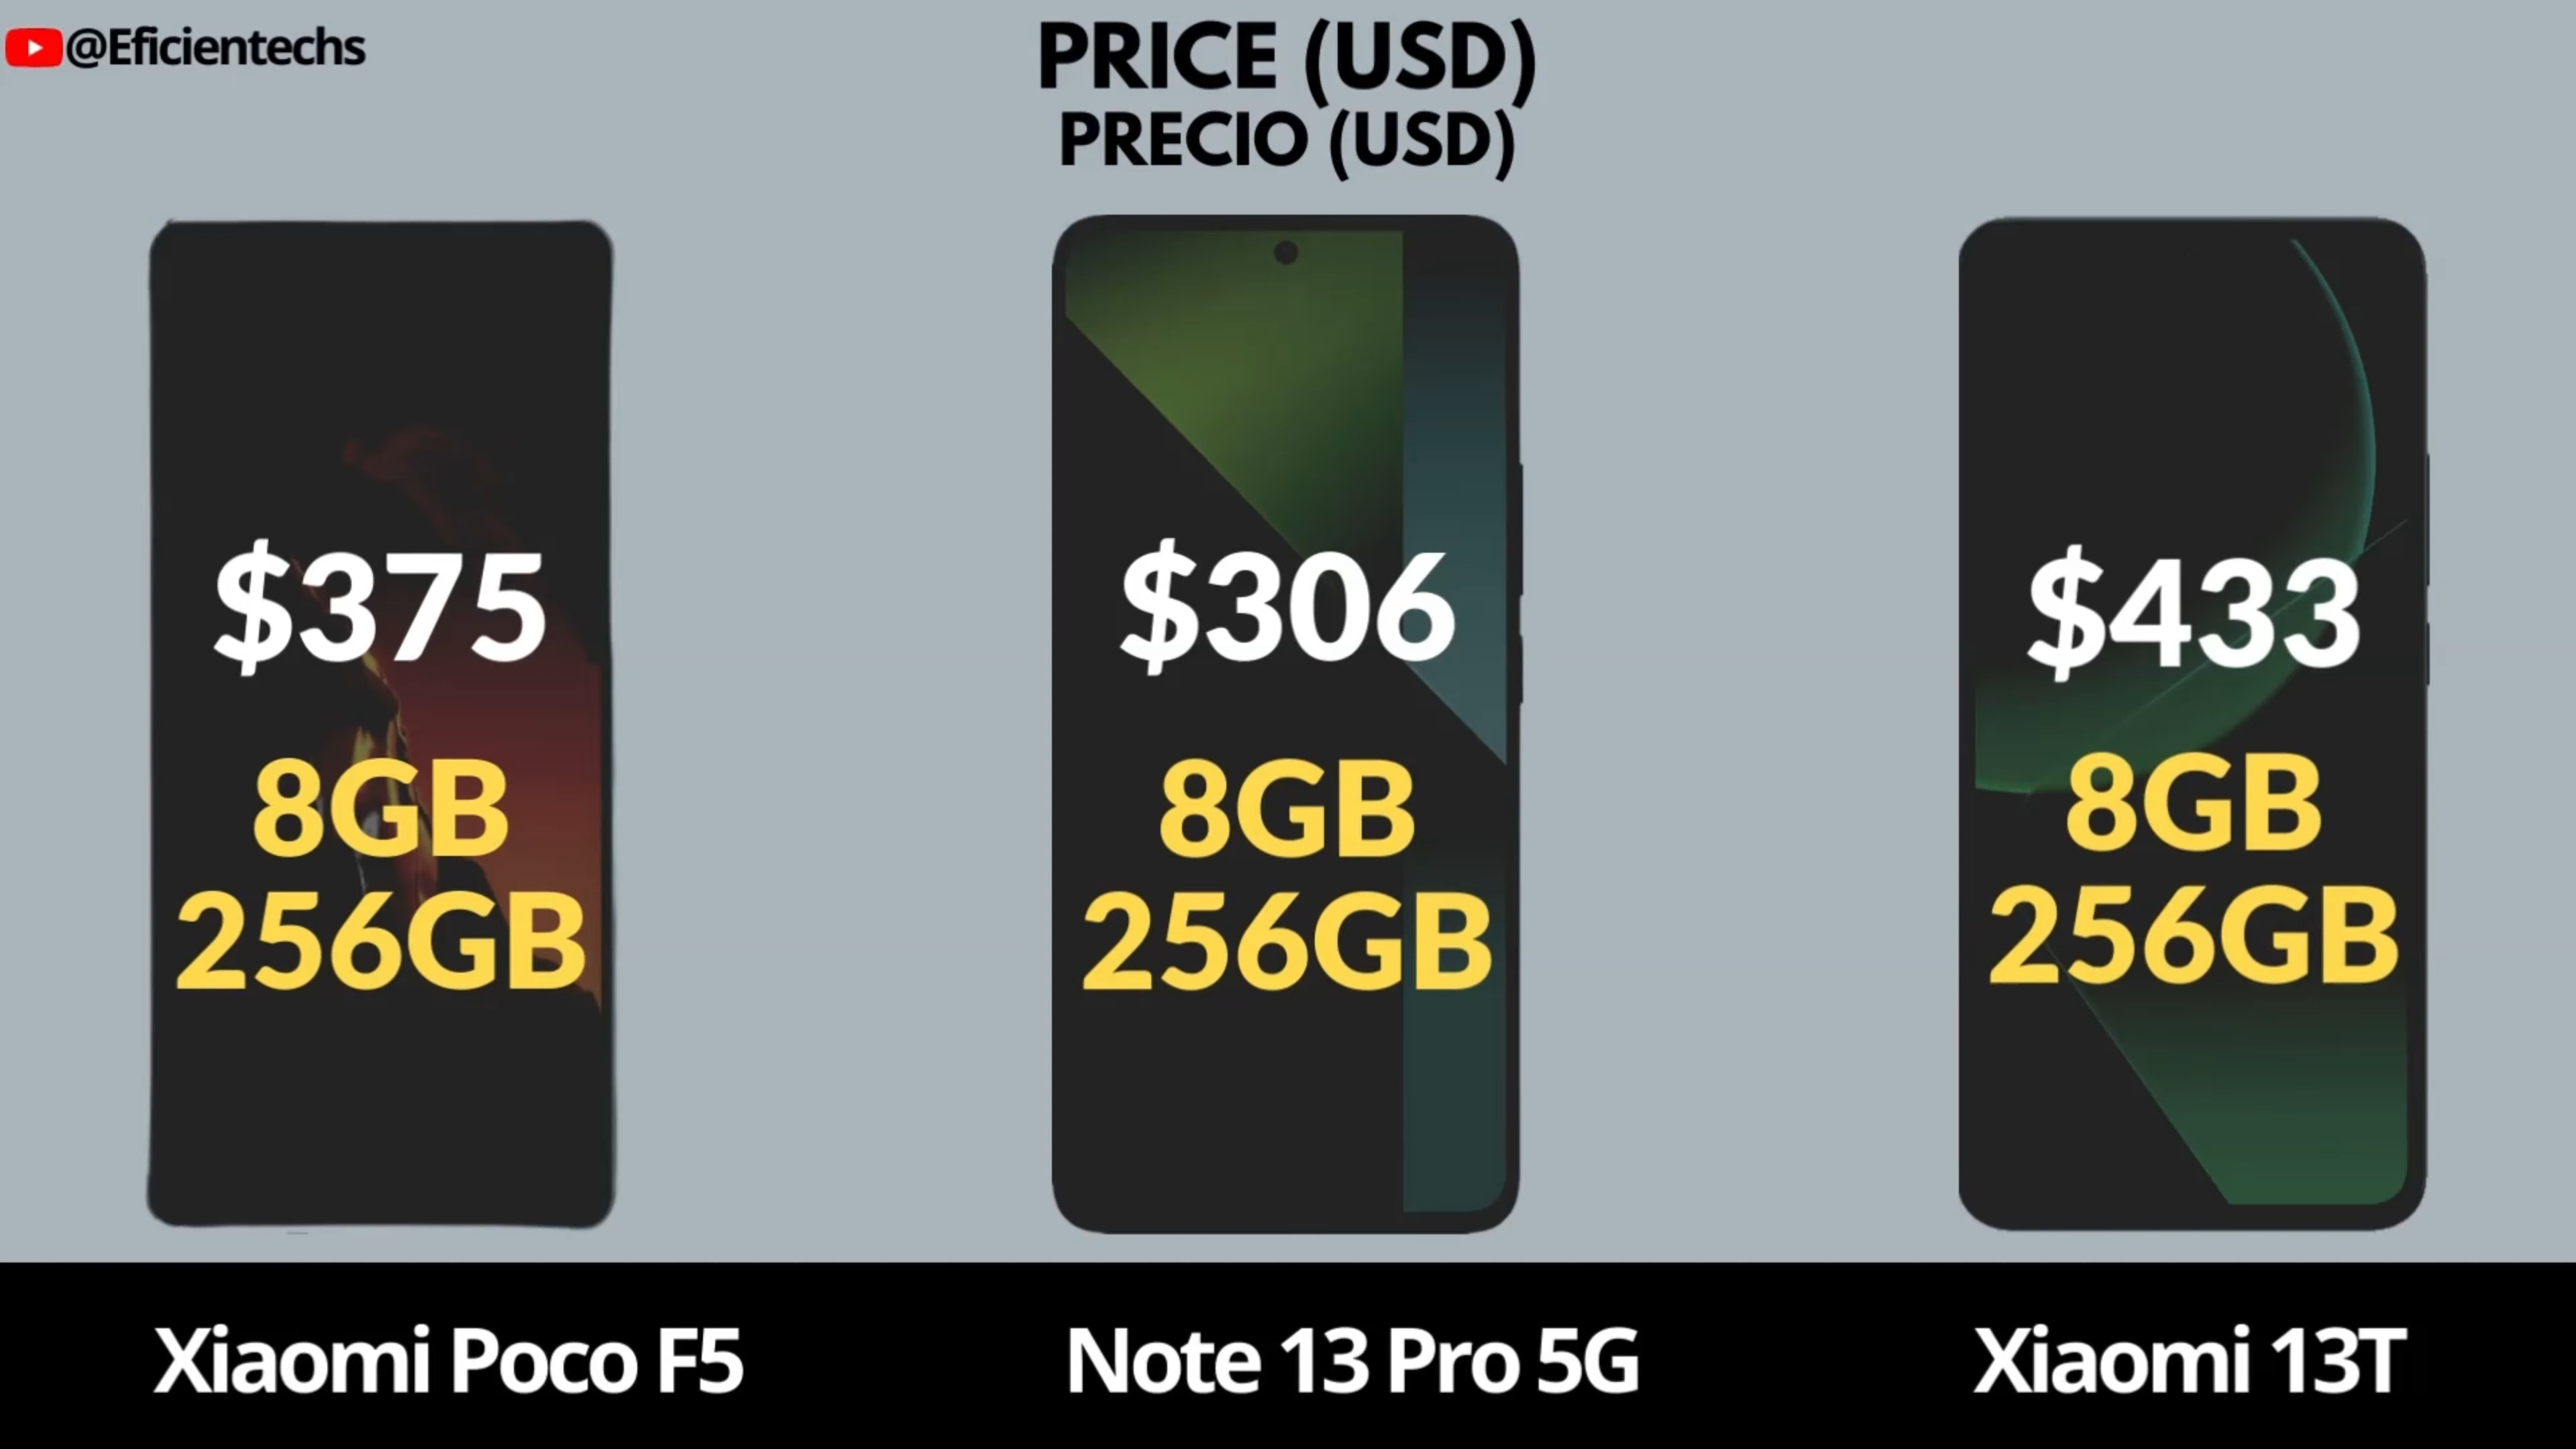 @Eficientechs
PRICE (USD)
PRECIO (USD)
$375
8GB
256GB
$306
8GB
256GB
$433
8GB
256GB
Xiaomi Poco F5
Note 13 Pro 5G
Xiaomi 13T